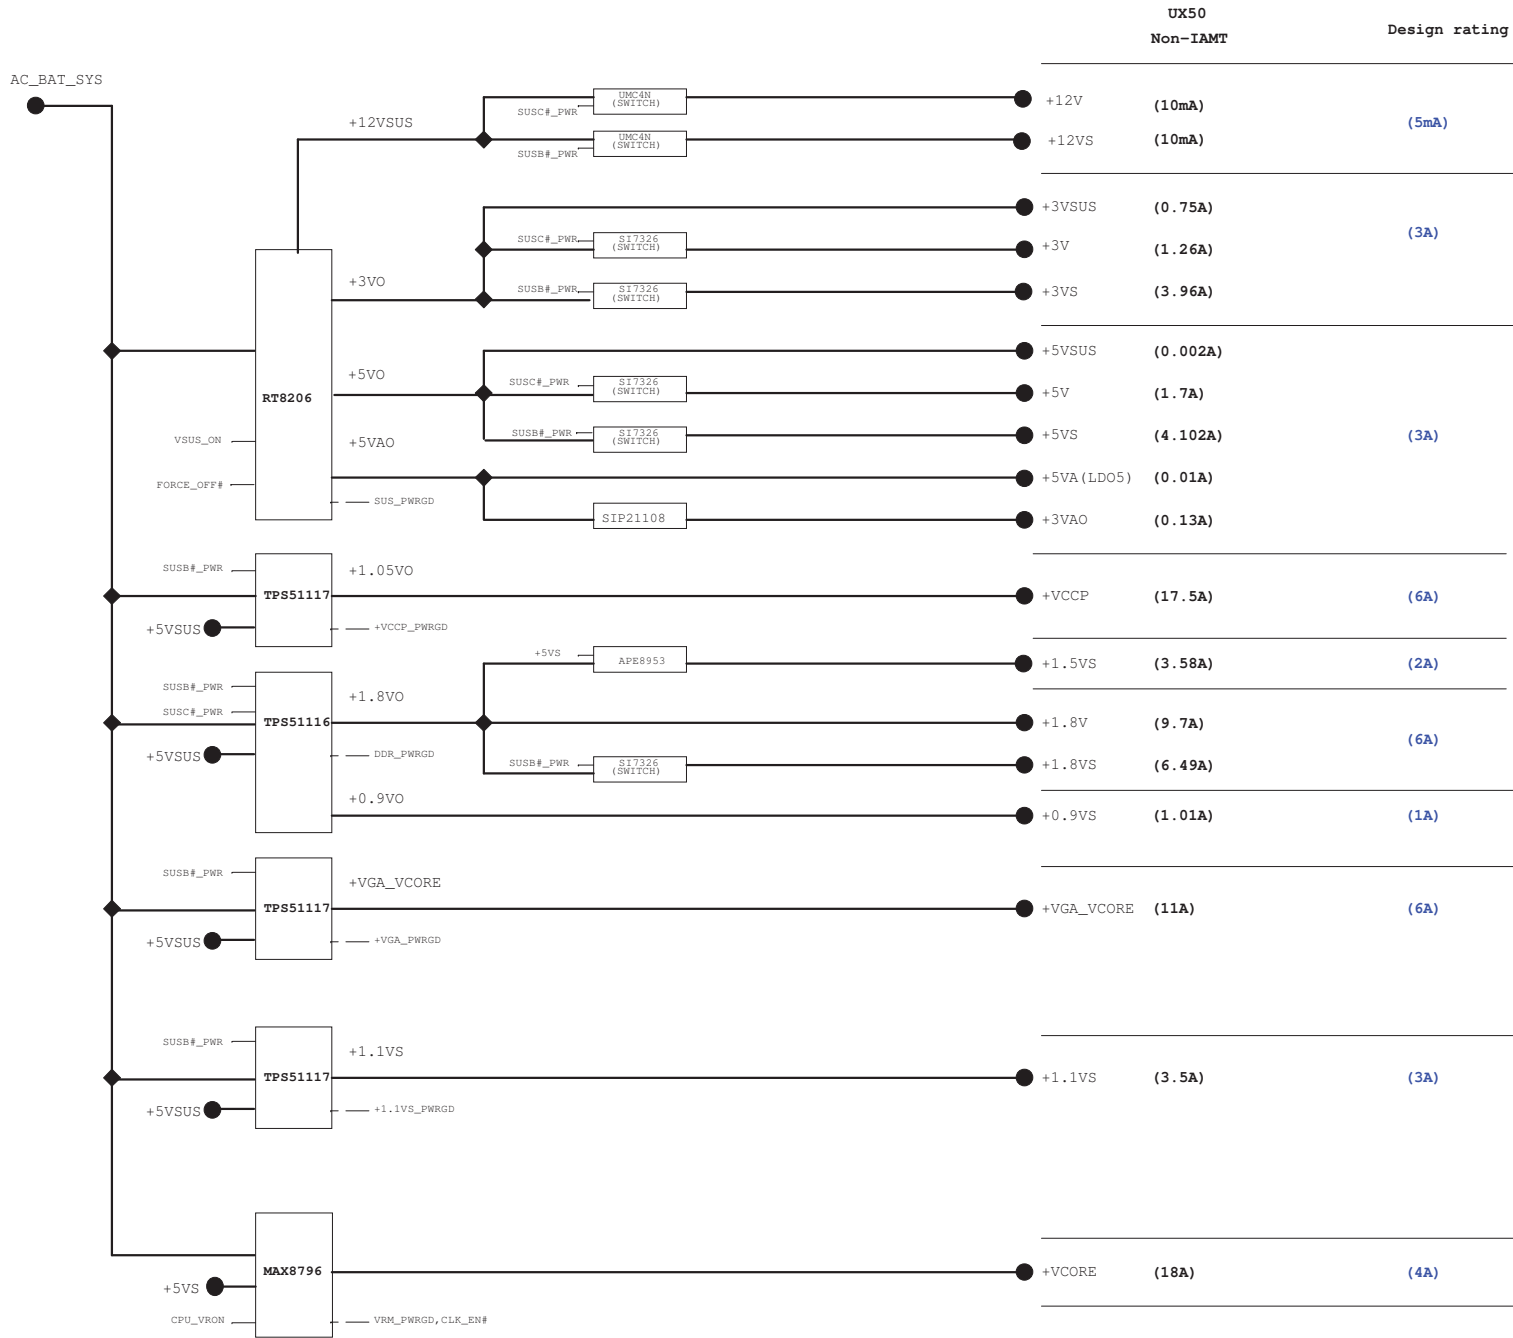 UX50
Non-IAMT
Design rating
AC_BAT_SYS
+12VSUS
SUSC#_PWR
UMC4N
(SWITCH)
+12V
(10mA)
(5mA)
SUSB#_PWR
UMC4N
(SWITCH)
+12VS
(10mA)
+3VSUS
(0.75A)
(3A)
SUSC#_PWR
SI7326
(SWITCH)
+3V
(1.26A)
+3VO
SUSB#_PWR
SI7326
(SWITCH)
+3VS
(3.96A)
+5VSUS
(0.002A)
+5VO
SUSC#_PWR
SI7326
(SWITCH)
+5V
(1.7A)
RT8206
VSUS_ON
+5VAO
SUSB#_PWR
SI7326
(SWITCH)
+5VS
(4.102A)
(3A)
+5VA(LDO5)
(0.01A)
FORCE_OFF#
SUS_PWRGD
SIP21108
+3VAO
(0.13A)
SUSB#_PWR
+1.05VO
TPS51117
+VCCP
(17.5A)
(6A)
+5VSUS
+VCCP_PWRGD
+5VS
APE8953
+1.5VS
(3.58A)
(2A)
SUSB#_PWR
+1.8VO
SUSC#_PWR
TPS51116
+1.8V
(9.7A)
(6A)
+5VSUS
DDR_PWRGD
SUSB#_PWR
SI7326
(SWITCH)
+1.8VS
(6.49A)
+0.9VO
+0.9VS
(1.01A)
(1A)
SUSB#_PWR
+VGA_VCORE
TPS51117
+VGA_VCORE
(11A)
(6A)
+5VSUS
+VGA_PWRGD
SUSB#_PWR
+1.1VS
TPS51117
+1.1VS
(3.5A)
(3A)
+5VSUS
+1.1VS_PWRGD
MAX8796
+VCORE
(18A)
(4A)
+5VS
CPU_VRON
VRM_PWRGD,CLK_EN#